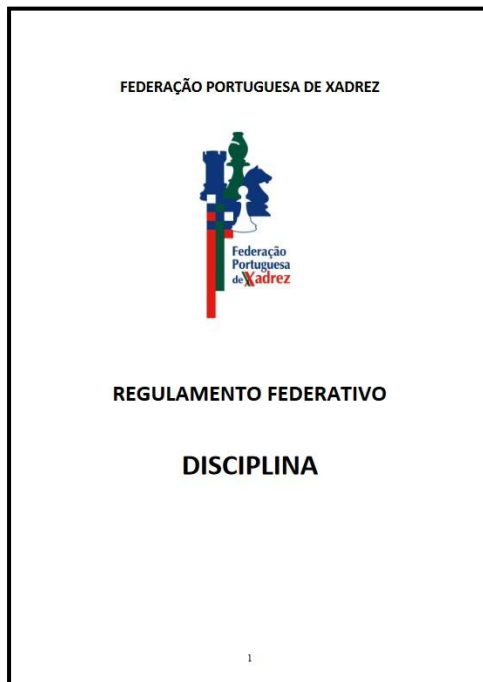 FEDERAÇÃO PORTUGUESA DE XADREZ
Federação
Portuguesa
de Xadrez
REGULAMENTO FEDERATIVO
DISCIPLINA
1